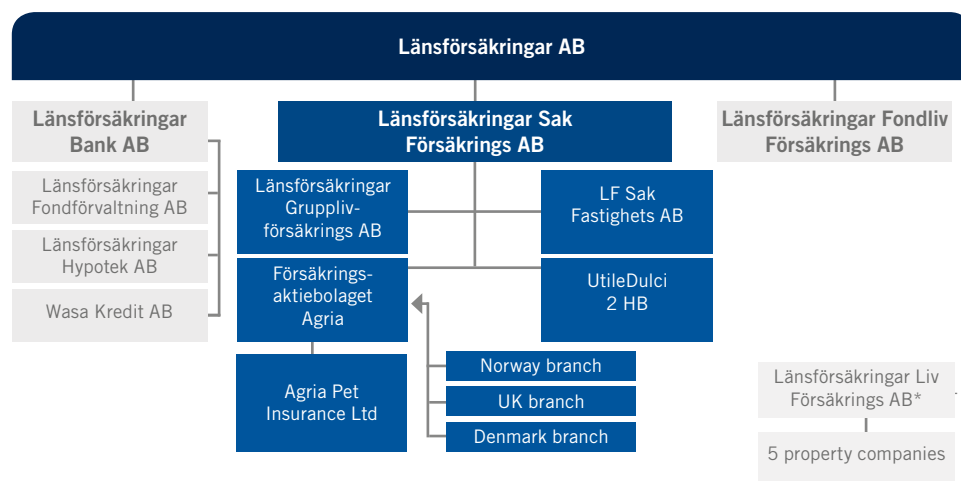 Länsförsäkringar AB
Länsförsäkringar
Bank AB
Länsförsäkringar Sak
Försäkrings AB
Länsförsäkringar Fondliv
Försäkrings AB
Länsförsäkringar
Fondförvaltning AB
Länsförsäkringar
Hypotek AB
Wasa Kredit AB
Länsförsäkringar
Grupplív-
försäkrings AB
LF Sak
Fastighets AB
Försäkrings-
aktiebolaget
Agria
UtileDulci
2 HB
Agria Pet
Insurance Ltd
Norway branch
UK branch
Denmark branch
Länsförsäkringar Liv
Försäkrings AB*
5 property companies